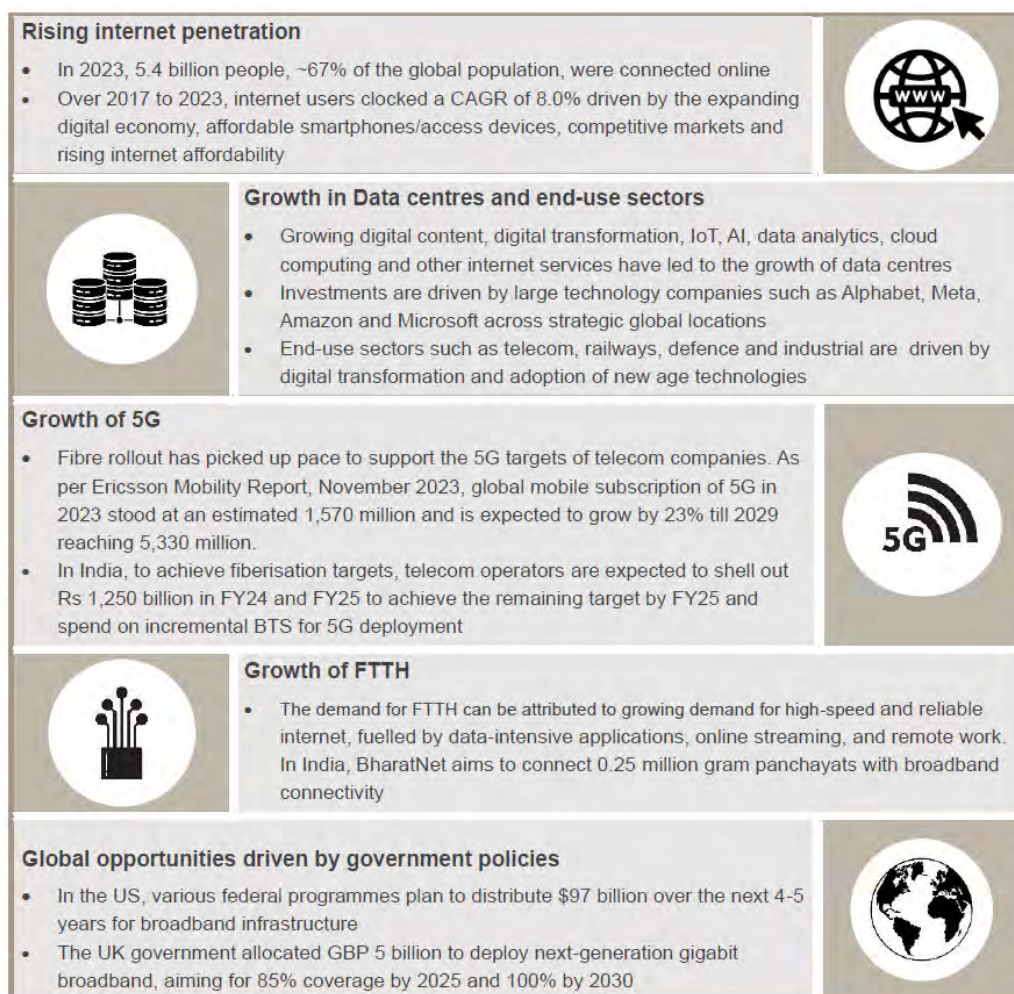 Rising internet penetration
• In 2023, 5.4 billion people, ~67% of the global population, were connected online
• Over 2017 to 2023, internet users clocked a CAGR of 8.0% driven by the expanding
digital economy, affordable smartphones/access devices, competitive markets and
rising internet affordability
WWW
Growth in Data centres and end-use sectors
• Growing digital content, digital transformation, IoT, AI, data analytics, cloud
computing and other internet services have led to the growth of data centres
• Investments are driven by large technology companies such as Alphabet, Meta,
Amazon and Microsoft across strategic global locations
• End-use sectors such as telecom, railways, defence and industrial are driven by
digital transformation and adoption of new age technologies
Growth of 5G
• Fibre rollout has picked up pace to support the 5G targets of telecom companies. As
per Ericsson Mobility Report, November 2023, global mobile subscription of 5G in
2023 stood at an estimated 1,570 million and is expected to grow by 23% till 2029
reaching 5,330 million.
• In India, to achieve fiberisation targets, telecom operators are expected to shell out
Rs 1,250 billion in FY24 and FY25 to achieve the remaining target by FY25 and
spend on incremental BTS for 5G deployment
5G
Growth of FTTH
• The demand for FTTH can be attributed to growing demand for high-speed and reliable
internet, fuelled by data-intensive applications, online streaming, and remote work.
In India, BharatNet aims to connect 0.25 million gram panchayats with broadband
connectivity
Global opportunities driven by government policies
• In the US, various federal programmes plan to distribute $97 billion over the next 4-5
years for broadband infrastructure
• The UK government allocated GBP 5 billion to deploy next-generation gigabit
broadband, aiming for 85% coverage by 2025 and 100% by 2030